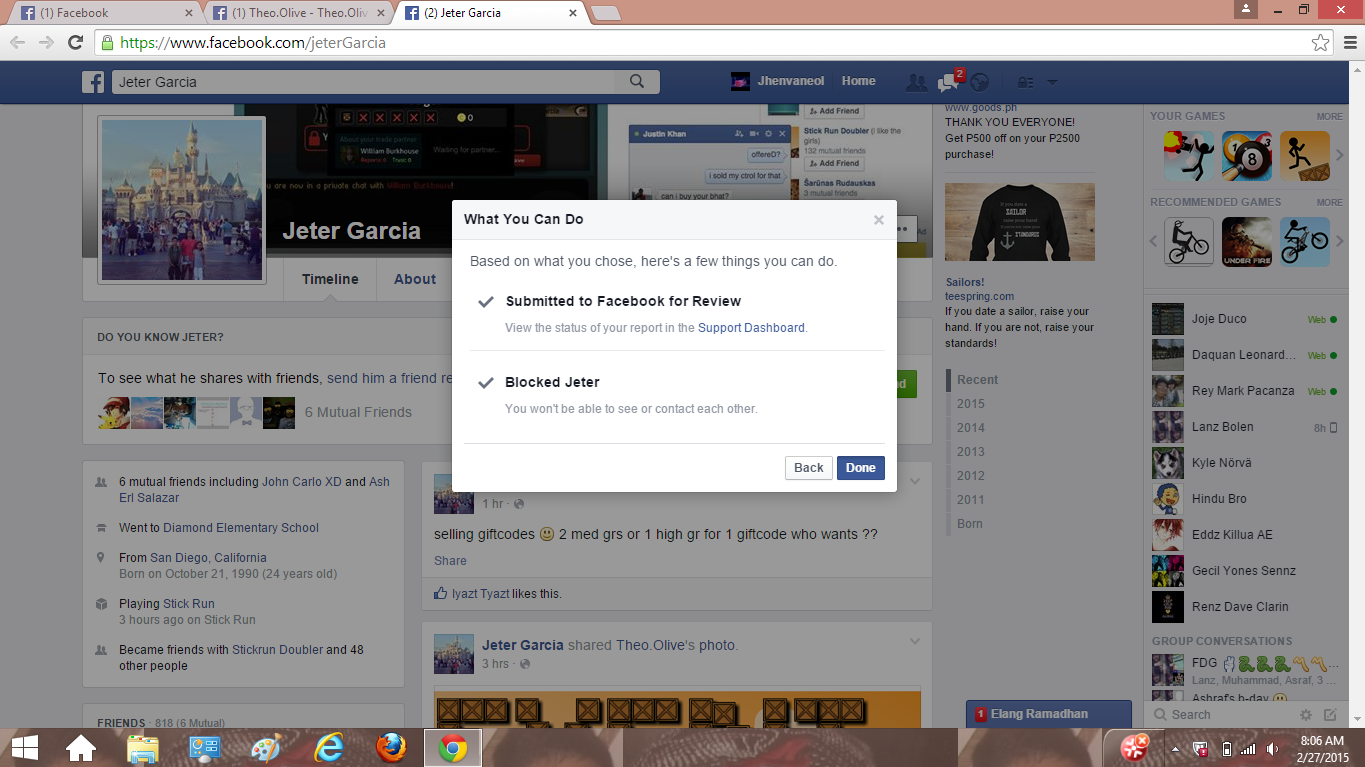 (1) Facebook
(1) Theo.Olive - Theo.Oliv
(2) Jeter Garcia
https://www.facebook.com/jeterGarcia
Jeter Garcia
Jhenvaneol
Home
2
0
About your trade partner
William Burkhouse
Waiting for partner...
are now in a private chat with William Burkhouse!
Add Friend
Justin Khan
offereD?
i sold my ctrol for that
can i buy your bhat?
Stick Run Doubler (i like the
girls)
132 mutual friends
Add Friend
Šarūnas Rudauskas
3 mutual friends
Jeter Garcia
Timeline
About
Ad
What You Can Do
Based on what you chose, here's a few things you can do.
Submitted to Facebook for Review
View the status of your report in the Support Dashboard.
Blocked Jeter
You won't be able to see or contact each other.
Back
Done
DO YOU KNOW JETER?
To see what he shares with friends, send him a friend re
nd
6 Mutual Friends
6 mutual friends including John Carlo XD and Ash
Erl Salazar
Went to Diamond Elementary School
From San Diego, California
Born on October 21, 1990 (24 years old)
Playing Stick Run
3 hours ago on Stick Run
Became friends with Stickrun Doubler and 48
other people
FRIENDS · 818 (6 Mutual)
1 hr ·
selling giftcodes 🙂 2 med grs or 1 high gr for 1 giftcode who wants ??
Share
Iyazt Tyazt likes this.
Jeter Garcia shared Theo.Olive's photo.
3 hrs ·
www.goods.ph
THANK YOU EVERYONE!
Get P500 off on your P2500
purchase!
IF YOU DATE A
SAILOR
RAISE YOUR
STANDARDS
Sailors!
teespring.com
If you date a sailor, raise your
hand. If you are not, raise your
standards!
Recent
2015
2014
2013
2012
2011
Born
YOUR GAMES
MORE
8
RECOMMENDED GAMES
MORE
UNDER FIRE
Joje Duco
Web
Daquan Leonard...
Web
Rey Mark Pacanza
Web
Lanz Bolen
8h
Kyle Nörvä
Hindu Bro
Eddz Killua AE
Gecil Yones Sennz
Renz Dave Clarin
GROUP CONVERSATIONS
FDG ...
Lanz, Muhammad, Asraf, 3 ...
Ashraf's b-day 🙂
Search
1
Elang Ramadhan
8:06 AM
2/27/2015